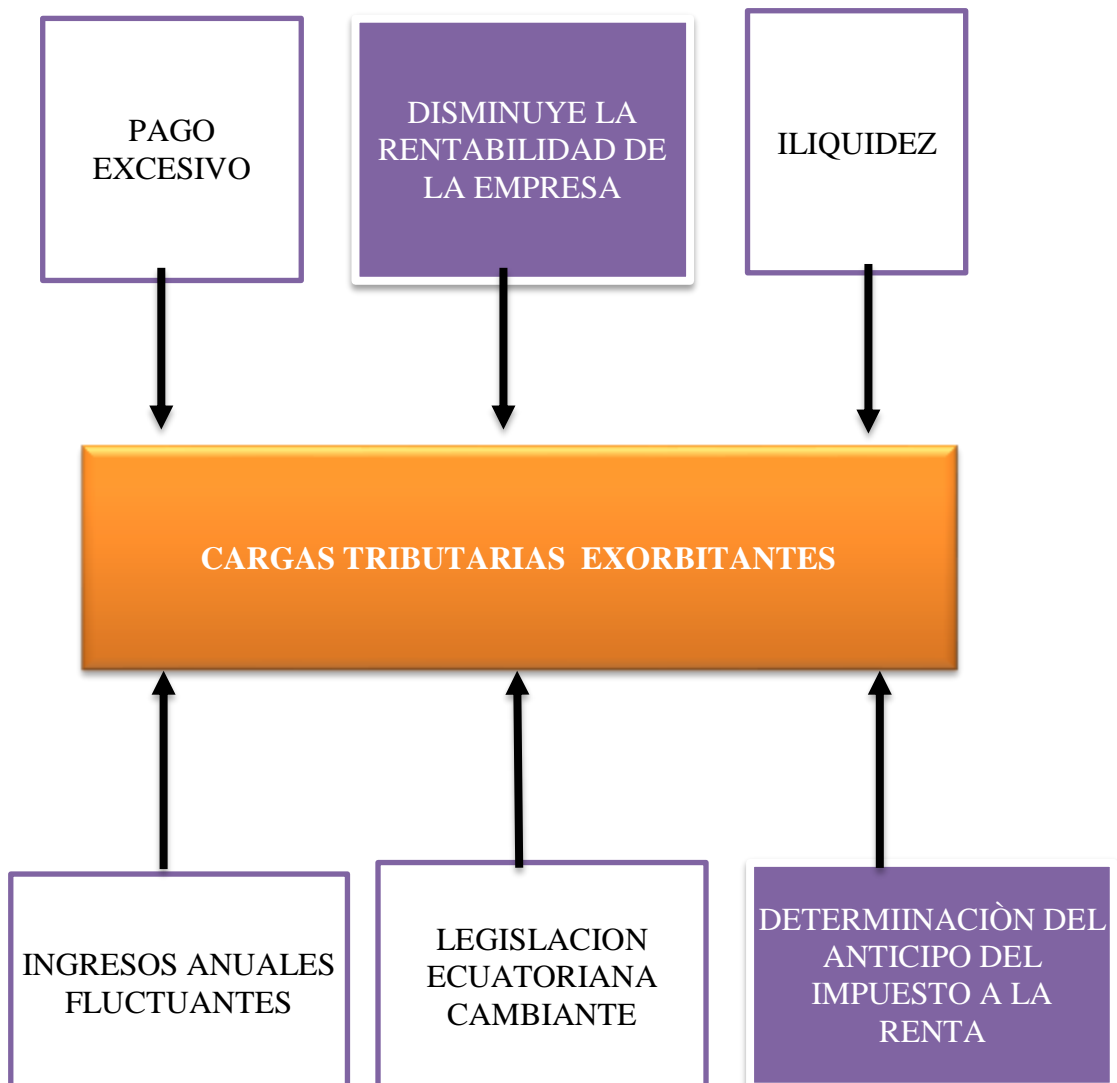 PAGO
EXCESIVO
DISMINUYE LA
RENTABILIDAD DE
LA EMPRESA
ILIQUIDEZ
CARGAS TRIBUTARIAS  EXORBITANTES
INGRESOS ANUALES
FLUCTUANTES
LEGISLACION
ECUATORIANA
CAMBIANTE
DETERMIINACIÒN DEL
ANTICIPO DEL
IMPUESTO A LA
RENTA